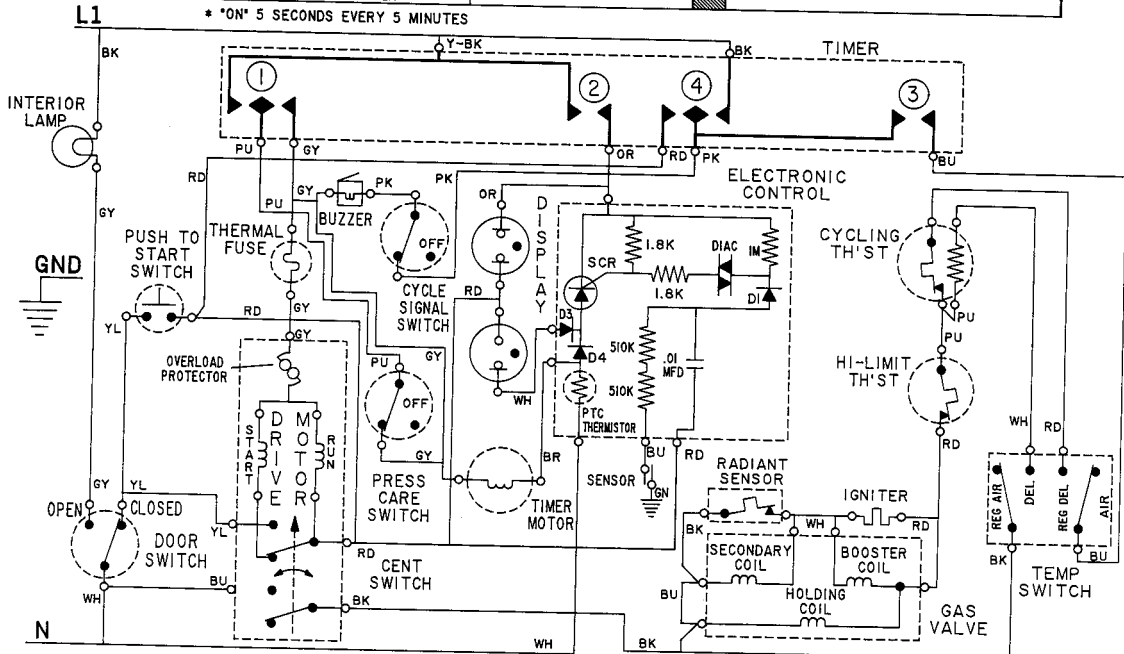 * "ON" 5 SECONDS EVERY 5 MINUTES
L1
BK
Y-BK
BK
TIMER
1
2
4
3
INTERIOR
LAMP
PU
GY
OR
RD
PK
BU
RD
GY
PU
GY
BUZZER
PK
PK
OR
DISPLAY
ELECTRONIC
CONTROL
PUSH TO
START
SWITCH
THERMAL
FUSE
OFF
CYCLE
SIGNAL
SWITCH
1.8K
DIAC
1M
SCR
1.8K
D1
CYCLING
TH'ST
GND
GY
RD
RD
YL
GY
D3
D4
510K
510K
.01
MFD
PU
PU
HI-LIMIT
TH'ST
OVERLOAD
PROTECTOR
PU
GY
OFF
WH
PTC
THERMISTOR
RD
DRIVE
MOTOR
START
RUN
GY
BR
PRESS
CARE
SWITCH
TIMER
MOTOR
BU
RD
SENSOR
GN
RADIANT
SENSOR
IGNITER
WH
RD
WH
RD
REG AIR
DEL
REG DEL
AIR
BK
BU
TEMP
SWITCH
GY
YL
OPEN
CLOSED
DOOR
SWITCH
YL
BU
RD
CENT
SWITCH
BK
BK
SECONDARY
COIL
BOOSTER
COIL
HOLDING
COIL
BU
BU
GAS
VALVE
WH
N
WH
BK